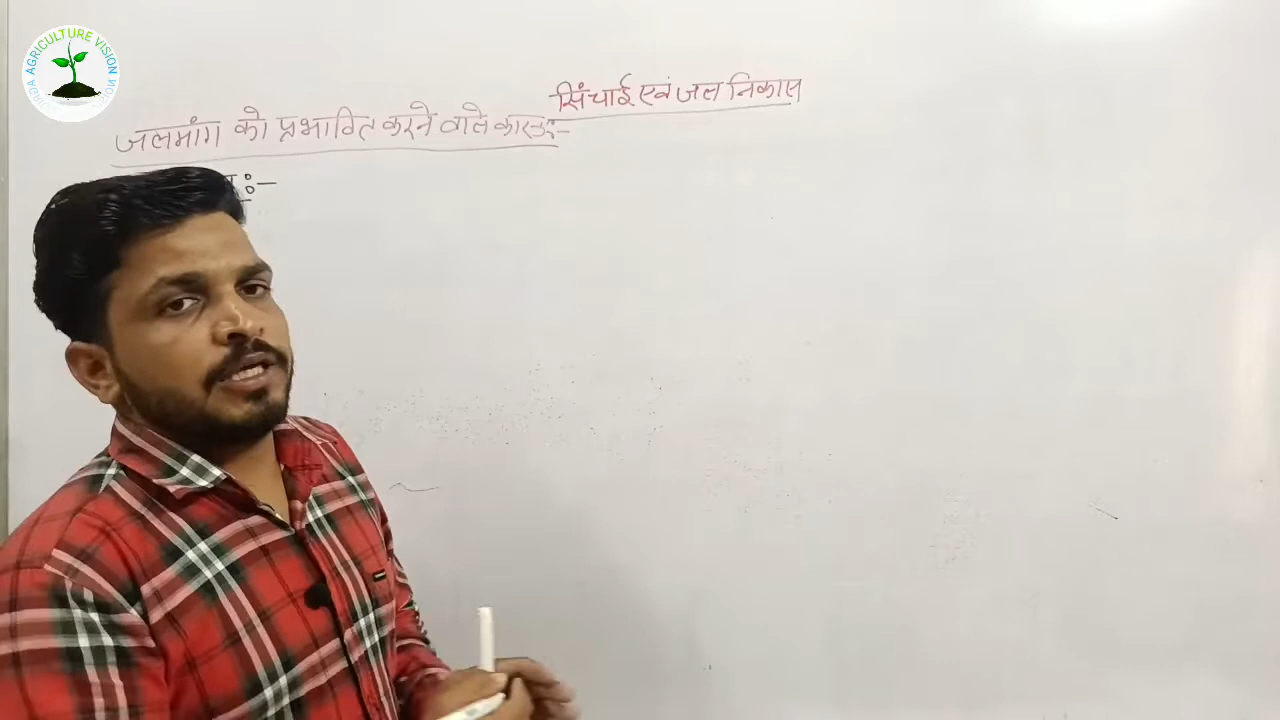 AGRICULTURE VISION
सिंचाई एवं जल निकास
जलमांग को प्रभावित करने वाले कारक:-
:-